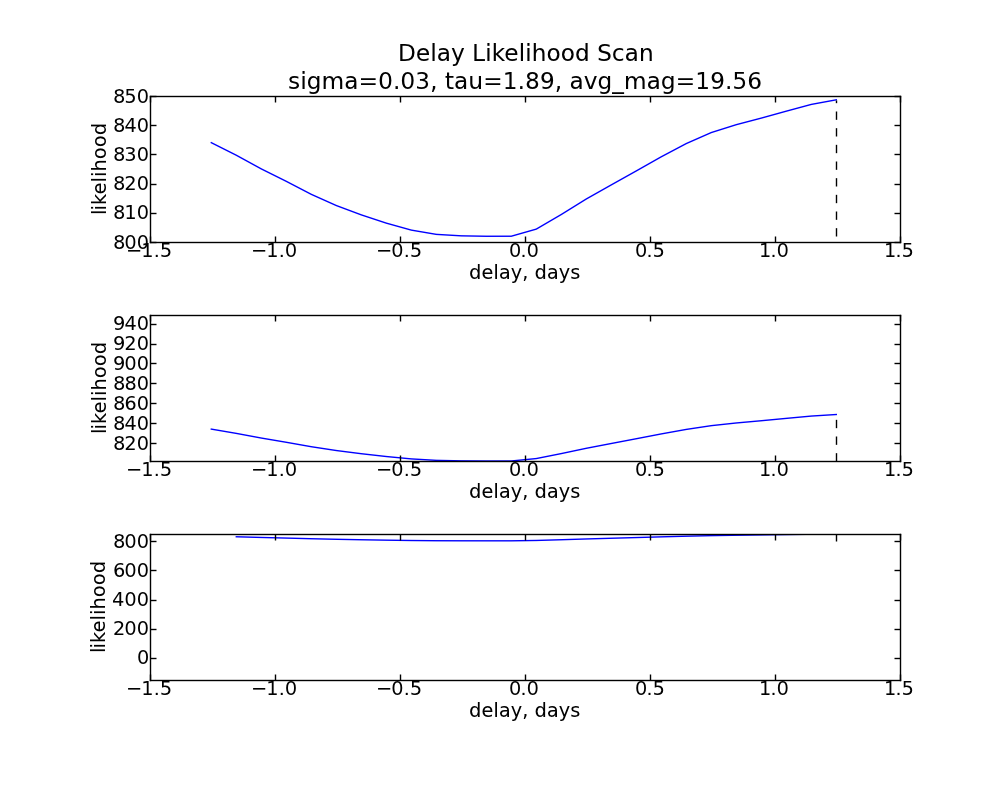 Delay Likelihood Scan
sigma=0.03, tau=1.89, avg_mag=19.56
850
840
830
820
810
800
likelihood
−1.5 −1.0 −0.5 0.0 0.5 1.0 1.5
delay, days
940
920
900
880
860
840
820
likelihood
−1.5 −1.0 −0.5 0.0 0.5 1.0 1.5
delay, days
800
600
400
200
0
likelihood
−1.5 −1.0 −0.5 0.0 0.5 1.0 1.5
delay, days